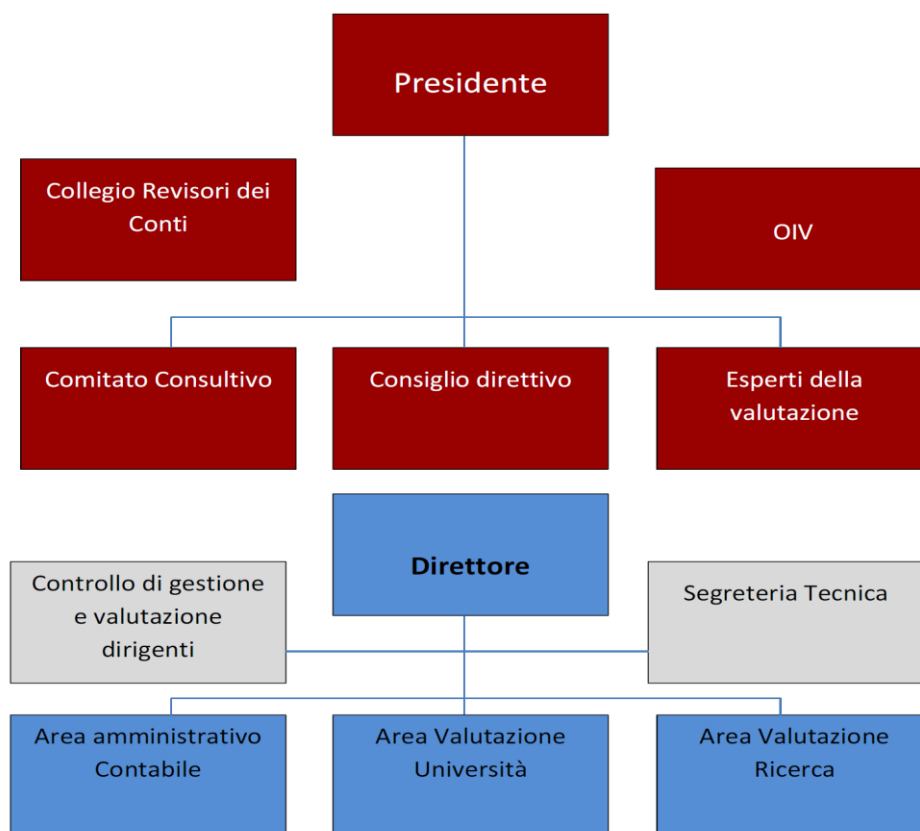 Presidente
Collegio Revisori dei
Conti
OIV
Comitato Consultivo
Consiglio direttivo
Esperti della
valutazione
Direttore
Controllo di gestione
e valutazione
dirigenti
Segreteria Tecnica
Area amministrativo
Contabile
Area Valutazione
Università
Area Valutazione
Ricerca